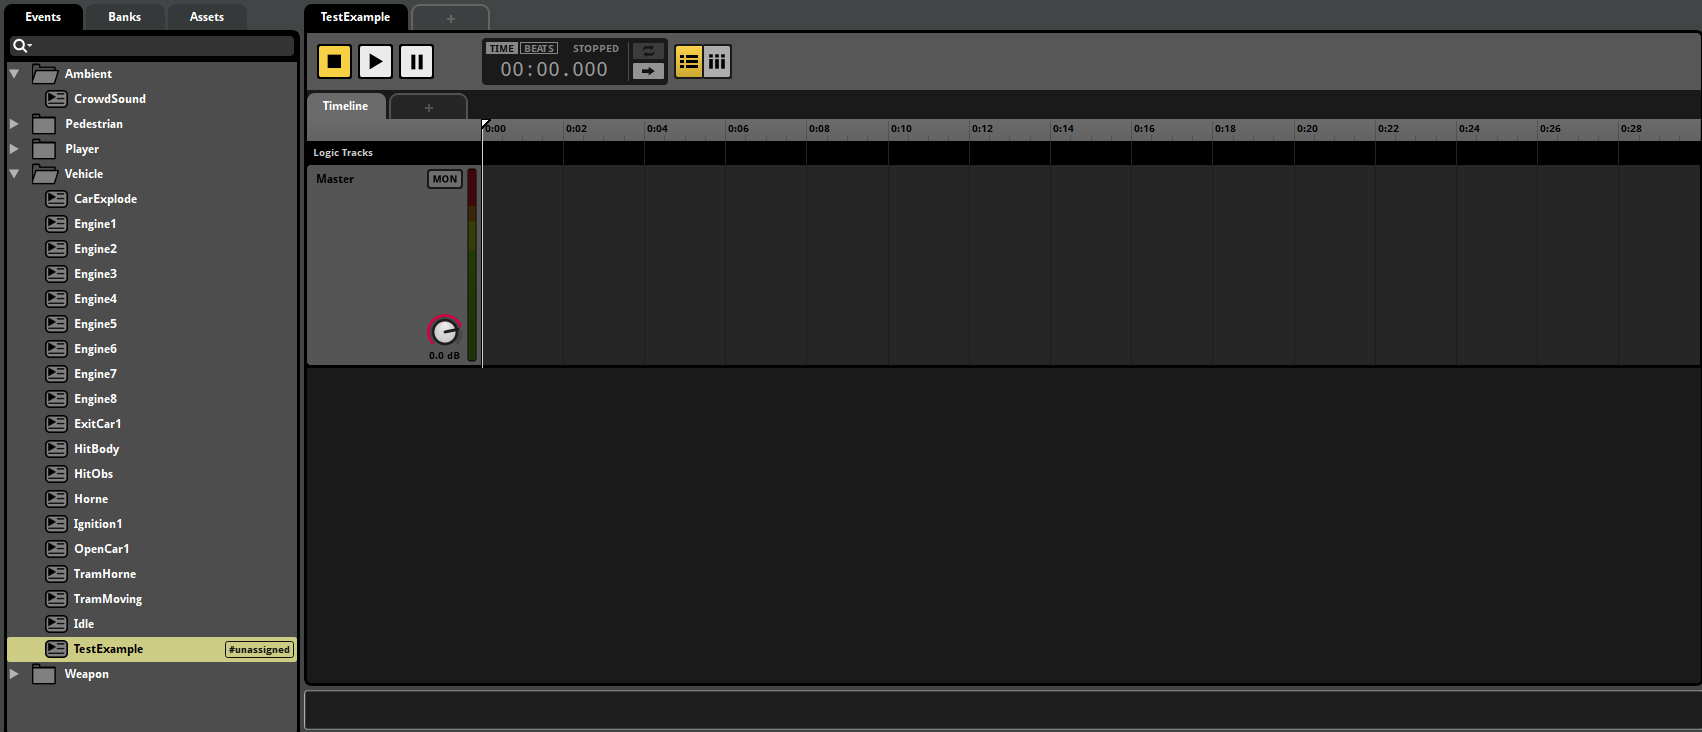 Events Banks Assets
Ambient
CrowdSound
Pedestrian
Player
Vehicle
CarExplode
Engine1
Engine2
Engine3
Engine4
Engine5
Engine6
Engine7
Engine8
ExitCar1
HitBody
HitObs
Horne
Ignition1
OpenCar1
TramHorne
TramMoving
Idle
TestExample #unassigned
Weapon
TestExample +
TIME BEATS STOPPED
00:00.000
Timeline +
0:00 0:02 0:04 0:06 0:08 0:10 0:12 0:14 0:16 0:18 0:20 0:22 0:24 0:26 0:28
Logic Tracks
Master MON
0.0 dB